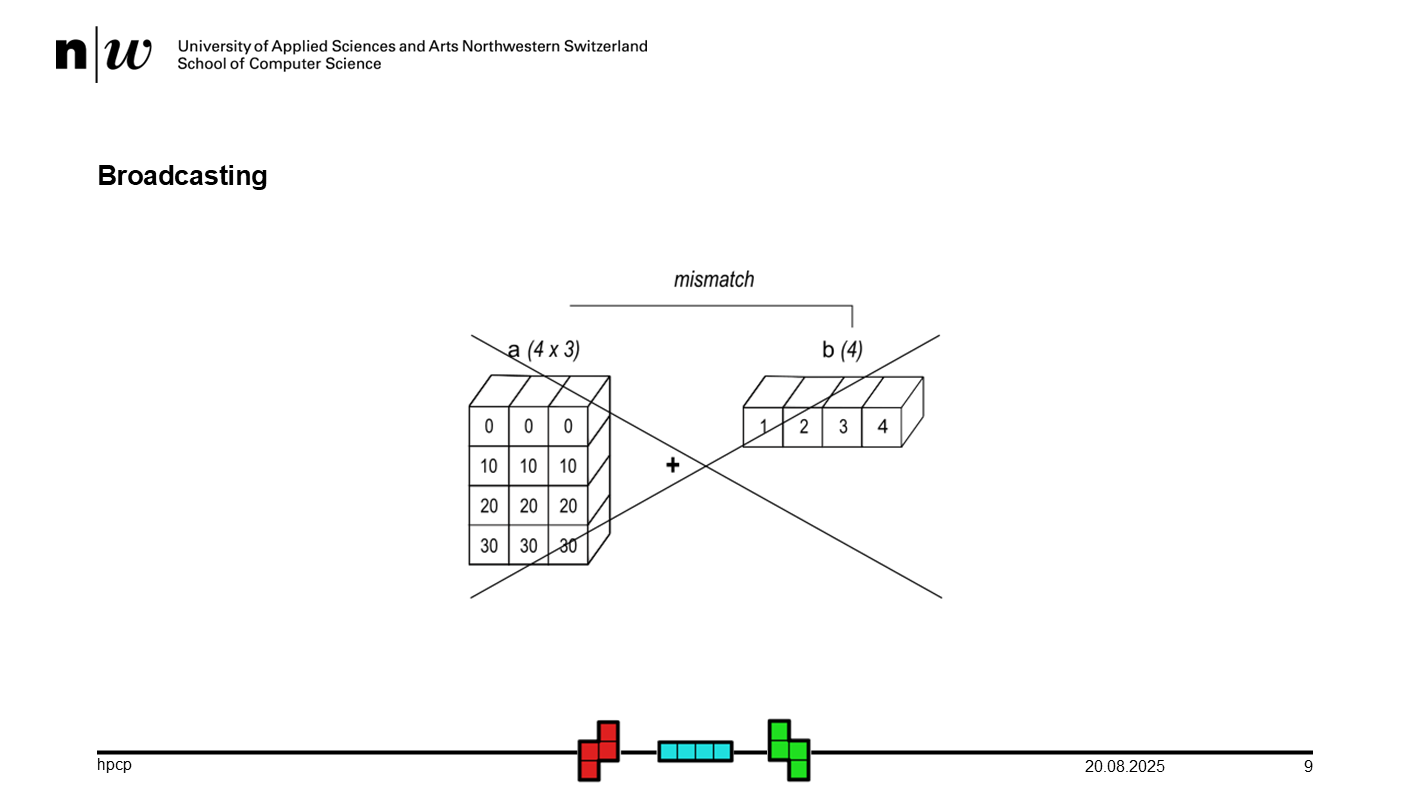 n|w University of Applied Sciences and Arts Northwestern Switzerland
School of Computer Science
Broadcasting
mismatch
a (4 x 3)
b (4)
0 0 0
1 2 3 4
10 10 10
+
20 20 20
30 30 30
hpcp
20.08.2025
9